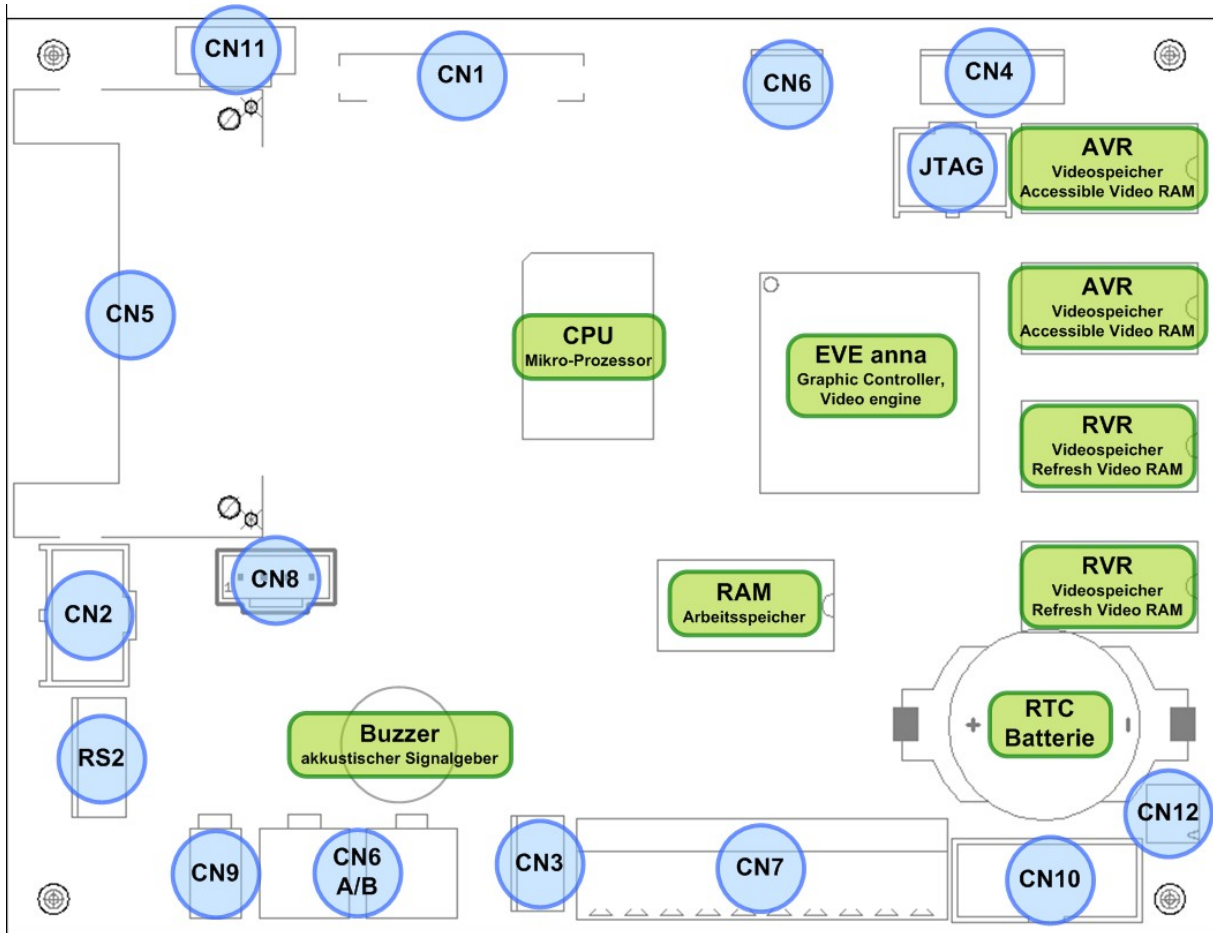 CN11
CN1
CN6
CN4
JTAG
AVR
Videospeicher
Accessible Video RAM
CN5
CPU
Mikro-Prozessor
EVE anna
Graphic Controller,
Video engine
AVR
Videospeicher
Accessible Video RAM
RVR
Videospeicher
Refresh Video RAM
CN2
1
CN8
RAM
Arbeitsspeicher
RVR
Videospeicher
Refresh Video RAM
RS2
Buzzer
akkustischer Signalgeber
+
RTC
Batterie
-
CN9
CN6
A/B
CN3
CN7
CN10
CN12